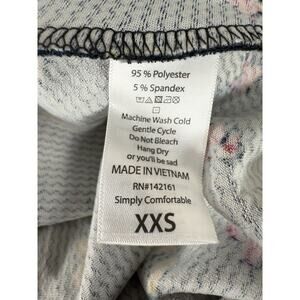 95 % Polyester
5 % Spandex
Machine Wash Cold
Gentle Cycle
Do Not Bleach
Hang Dry
or you'll be sad
MADE IN VIETNAM
RN#142161
Simply Comfortable
XXS